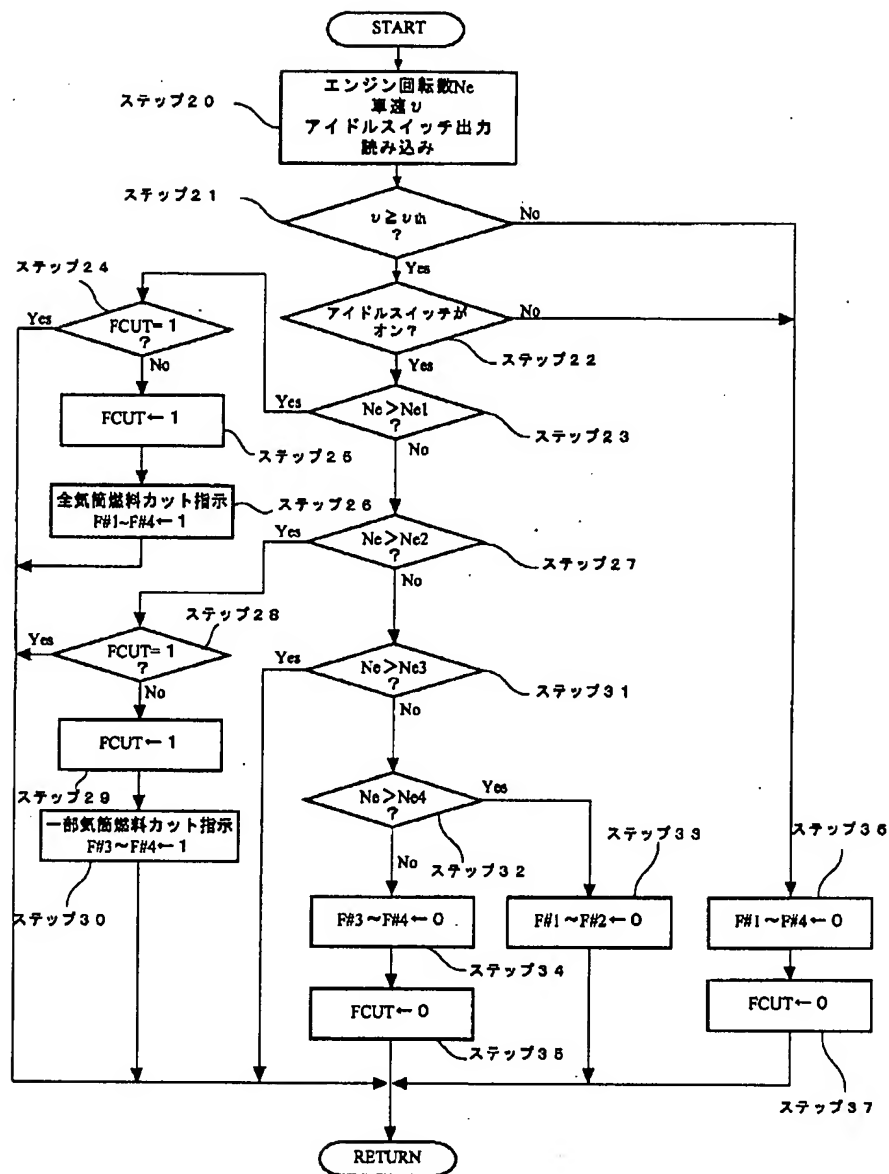 START
ステップ20
エンジン回転数Ne
車速υ
アイドルスイッチ出力
読み込み
ステップ21
υ≧υth
?
No
Yes
ステップ24
アイドルスイッチが
オン?
No
Yes
ステップ22
Yes
FCUT=1
?
No
Yes
Ne>Ne1
?
No
ステップ23
FCUT←1
ステップ25
全気筒燃料カット指示
F#1~F#4←1
ステップ26
Yes
Ne>Ne2
?
No
ステップ27
ステップ28
Yes
FCUT=1
?
No
Yes
Ne>Ne3
?
No
ステップ31
FCUT←1
ステップ29
Ne>Ne4
?
Yes
No
ステップ32
ステップ33
ステップ36
一部気筒燃料カット指示
F#3~F#4←1
ステップ30
F#3~F#4←0
ステップ34
F#1~F#2←0
F#1~F#4←0
FCUT←0
ステップ35
FCUT←0
ステップ37
RETURN